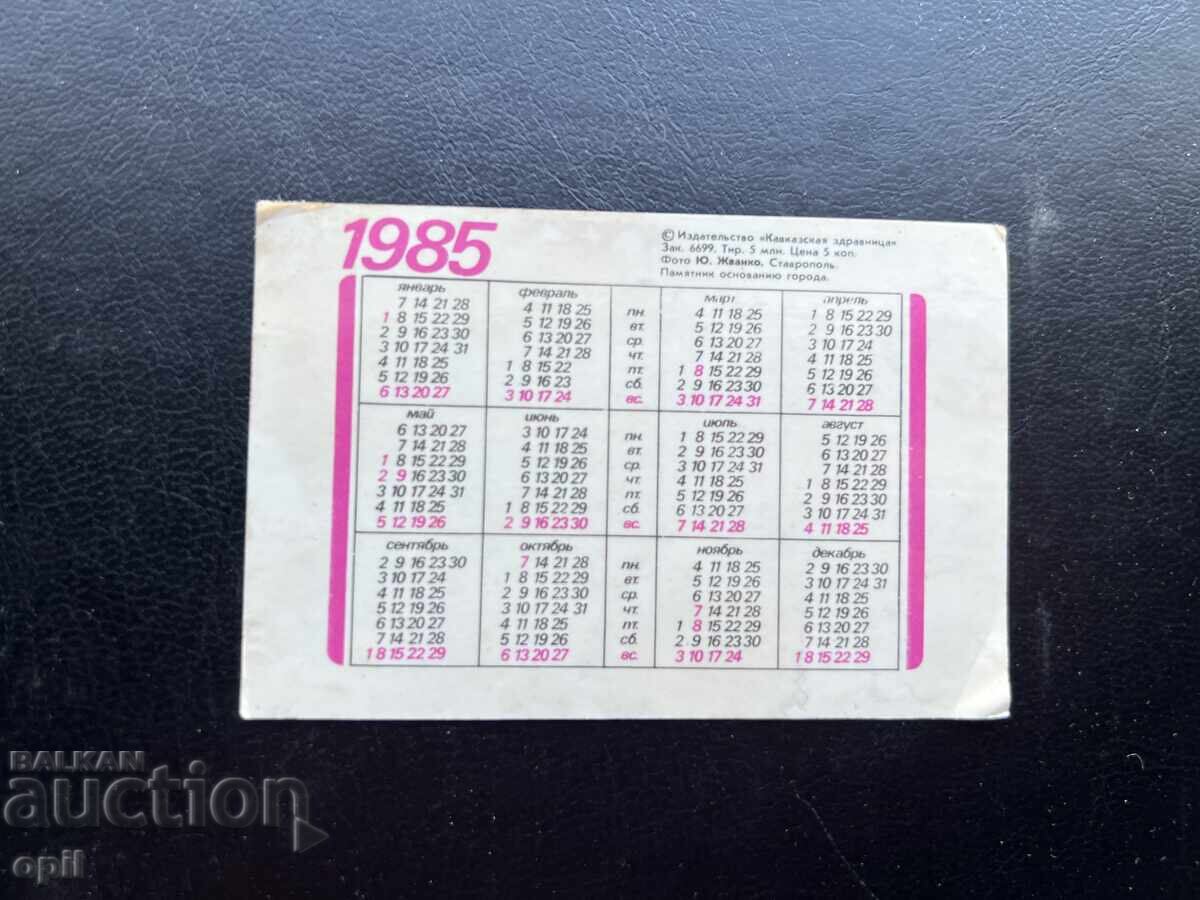 1985
© Издательство «Кавказская здравница»
Зак. 6699. Тир. 5 млн. Цена 5 коп.
Фото Ю. Жванко, Ставрополь.
Памятник основанию города.
январь
7 14 21 28
1 8 15 22 29
2 9 16 23 30
3 10 17 24 31
4 11 18 25
5 12 19 26
6 13 20 27
февраль
4 11 18 25
5 12 19 26
6 13 20 27
7 14 21 28
1 8 15 22
2 9 16 23
3 10 17 24
пн.
вт.
ср.
чт.
пт.
сб.
вс.
март
4 11 18 25
5 12 19 26
6 13 20 27
7 14 21 28
1 8 15 22 29
2 9 16 23 30
3 10 17 24 31
апрель
1 8 15 22 29
2 9 16 23 30
3 10 17 24
4 11 18 25
5 12 19 26
6 13 20 27
7 14 21 28
май
6 13 20 27
7 14 21 28
1 8 15 22 29
2 9 16 23 30
3 10 17 24 31
4 11 18 25
5 12 19 26
июнь
3 10 17 24
4 11 18 25
5 12 19 26
6 13 20 27
7 14 21 28
1 8 15 22 29
2 9 16 23 30
пн.
вт.
ср.
чт.
пт.
сб.
вс.
июль
1 8 15 22 29
2 9 16 23 30
3 10 17 24 31
4 11 18 25
5 12 19 26
6 13 20 27
7 14 21 28
август
5 12 19 26
6 13 20 27
7 14 21 28
1 8 15 22 29
2 9 16 23 30
3 10 17 24 31
4 11 18 25
сентябрь
2 9 16 23 30
3 10 17 24
4 11 18 25
5 12 19 26
6 13 20 27
7 14 21 28
1 8 15 22 29
октябрь
7 14 21 28
1 8 15 22 29
2 9 16 23 30
3 10 17 24 31
4 11 18 25
5 12 19 26
6 13 20 27
пн.
вт.
ср.
чт.
пт.
сб.
вс.
ноябрь
4 11 18 25
5 12 19 26
6 13 20 27
7 14 21 28
1 8 15 22 29
2 9 16 23 30
3 10 17 24
декабрь
2 9 16 23 30
3 10 17 24 31
4 11 18 25
5 12 19 26
6 13 20 27
7 14 21 28
1 8 15 22 29
BALKAN
auction
opil